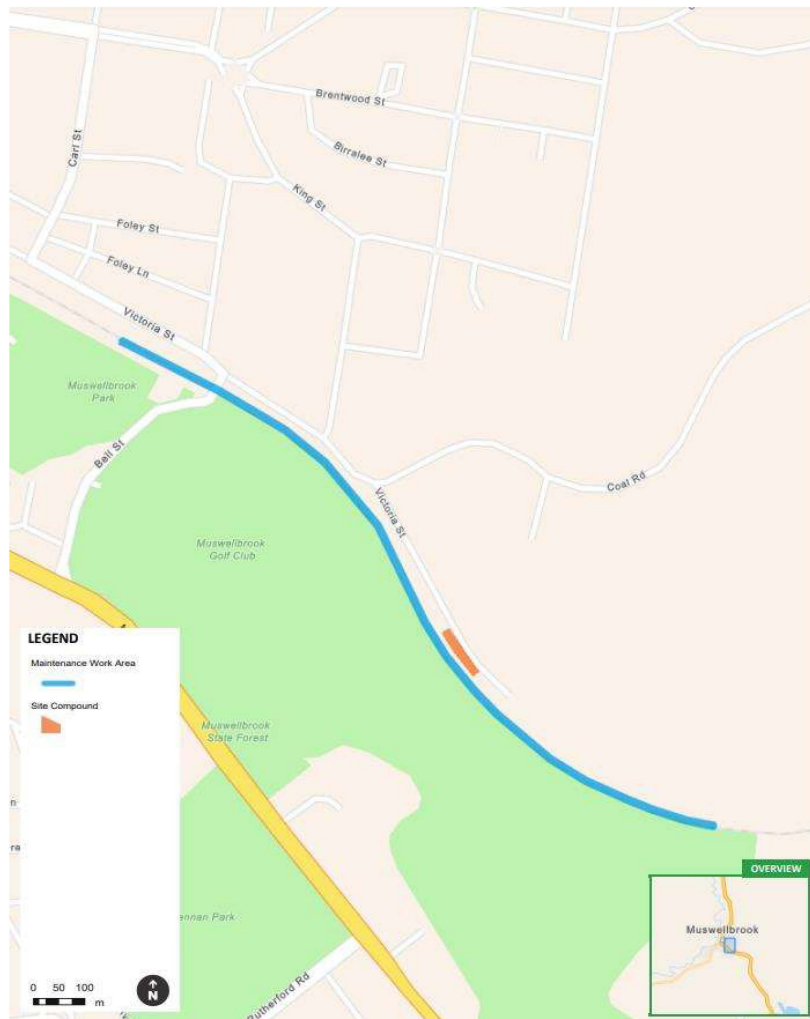 Brentwood St
Carl St
Birralee St
King St
Foley St
Foley Ln
Victoria St
Muswellbrook
Park
Bell St
Coal Rd
Victoria St
Muswellbrook
Golf Club
LEGEND
Maintenance Work Area
Site Compound
Muswellbrook
State Forest
OVERVIEW
Muswellbrook
Park
Rutherford Rd
0 50 100
m
N